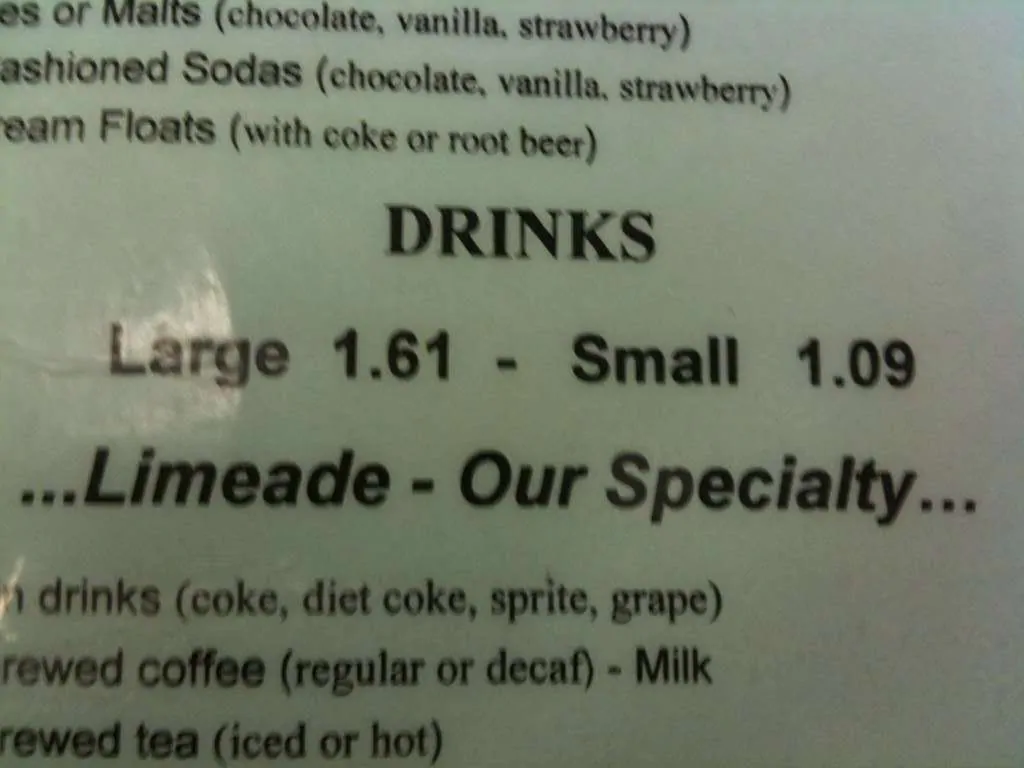 es or Malts (chocolate, vanilla, strawberry)
ashioned Sodas (chocolate, vanilla, strawberry)
ream Floats (with coke or root beer)
DRINKS
Large 1.61 - Small 1.09
...Limeade - Our Specialty...
n drinks (coke, diet coke, sprite, grape)
rewed coffee (regular or decaf) - Milk
rewed tea (iced or hot)